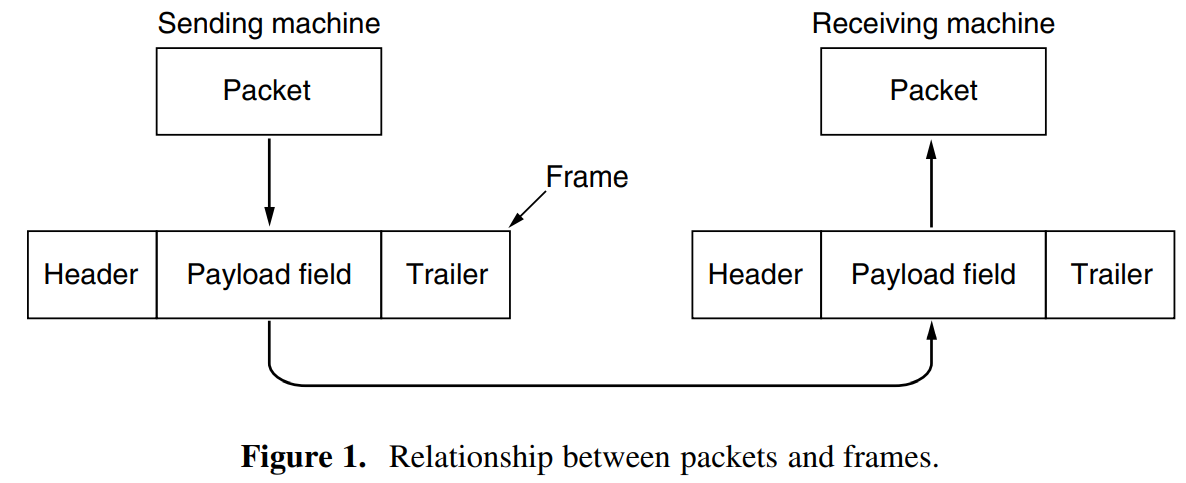 Sending machine
Receiving machine
Packet
Packet
Frame
Header
Payload field
Trailer
Header
Payload field
Trailer
Figure 1. Relationship between packets and frames.